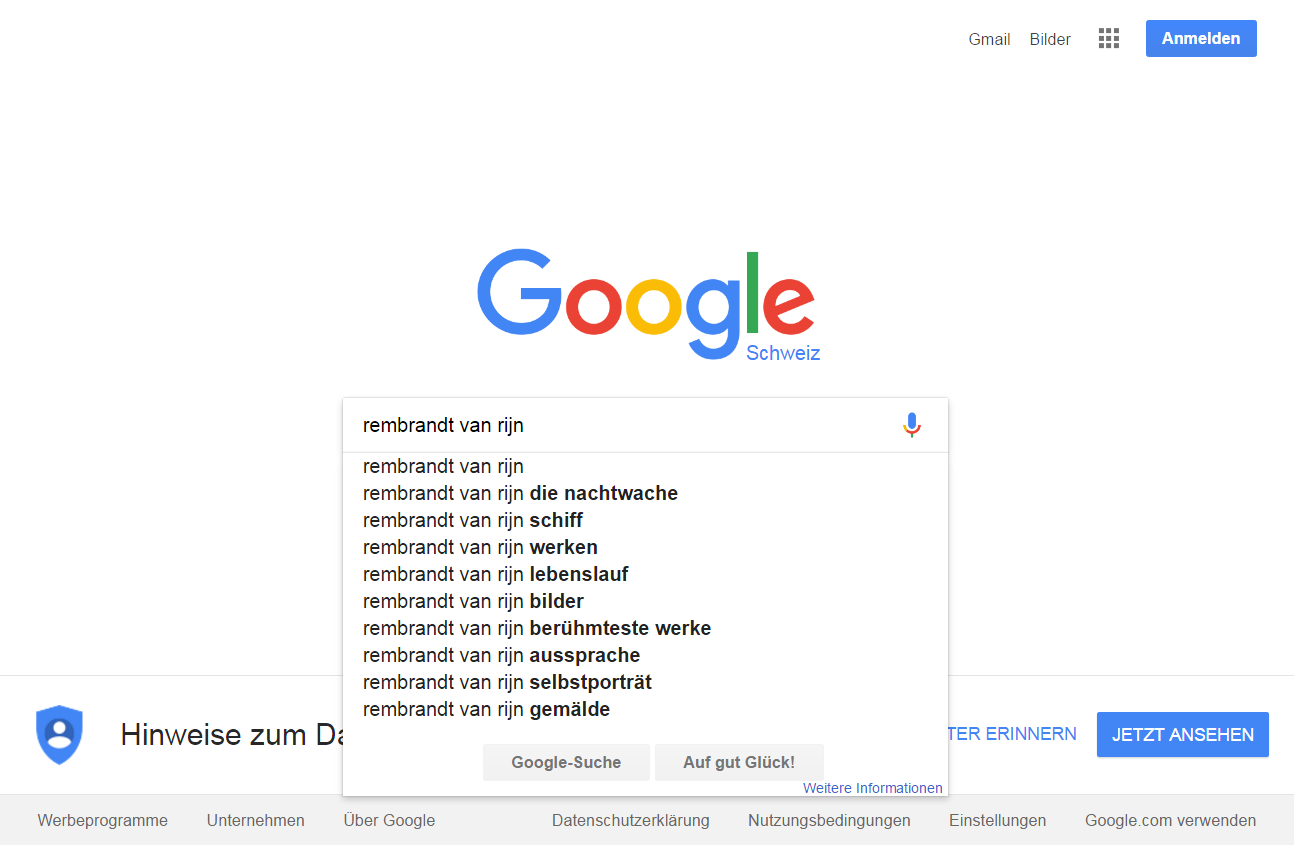 Gmail Bilder Anmelden
Google
Schweiz
rembrandt van rijn
rembrandt van rijn
rembrandt van rijn die nachtwache
rembrandt van rijn schiff
rembrandt van rijn werken
rembrandt van rijn lebenslauf
rembrandt van rijn bilder
rembrandt van rijn berühmteste werke
rembrandt van rijn aussprache
rembrandt van rijn selbstporträt
rembrandt van rijn gemälde
Hinweise zum Da
TER ERINNERN JETZT ANSEHEN
Google-Suche Auf gut Glück!
Weitere Informationen
Werbeprogramme Unternehmen Über Google Datenschutzerklärung Nutzungsbedingungen Einstellungen Google.com verwenden